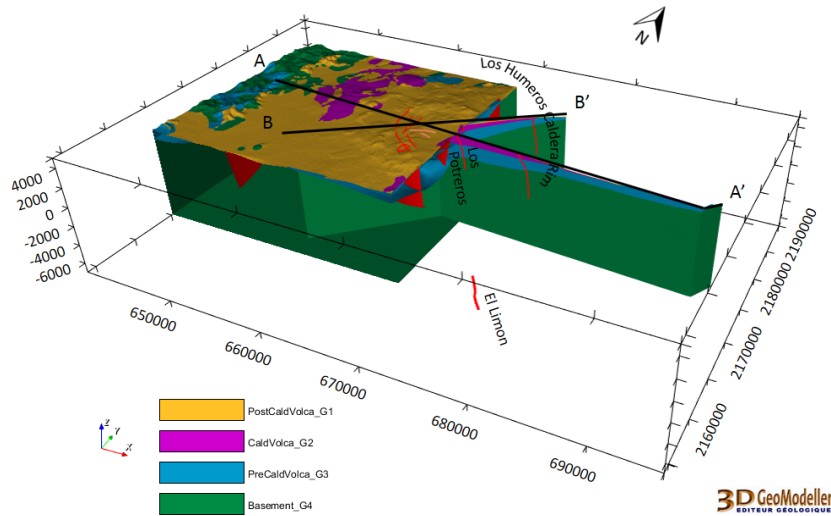 N
A
Los Humeros Caldera Rim
B'
B
Los
Potreros
A'
4000
2000
0
-2000
-4000
-6000
El Limon
650000
660000
670000
680000
690000
2190000
2180000
2170000
2160000
Z
Y
X
PostCaldVolca_G1
CaldVolca_G2
PreCaldVolca_G3
Basement_G4
3D GeoModeller
EDITEUR GÉOLOGIQUE